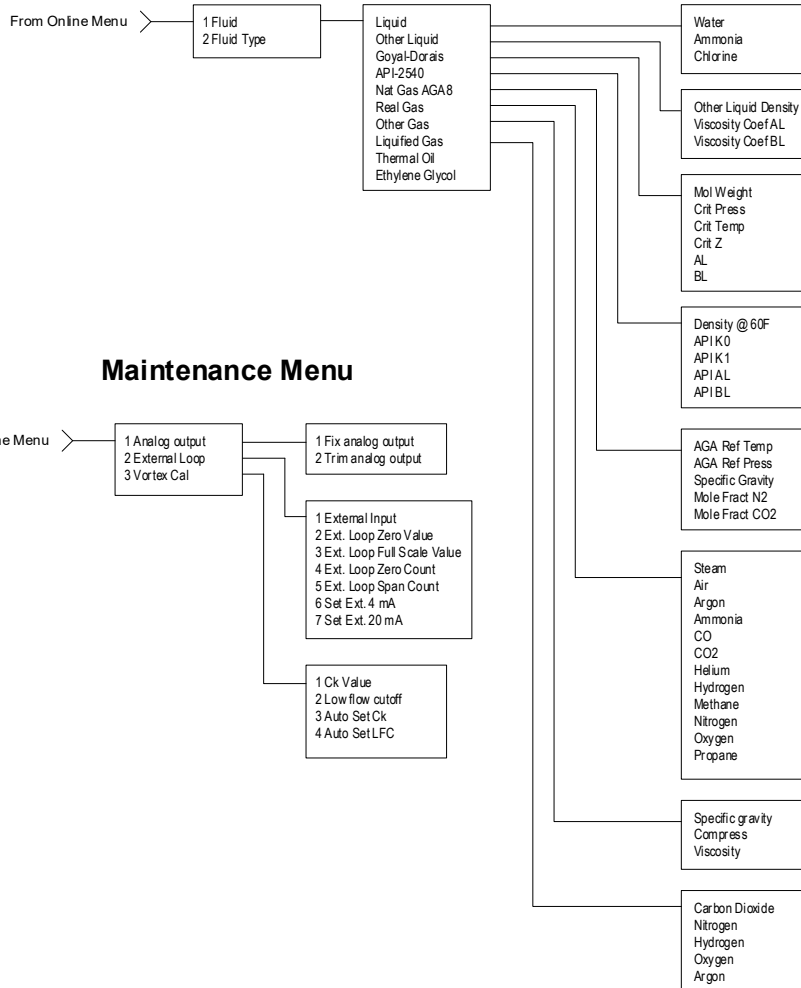 From Online Menu
1 Fluid
2 Fluid Type
Liquid
Other Liquid
Goyal-Dorais
API-2540
Nat Gas AGA8
Real Gas
Other Gas
Liquified Gas
Thermal Oil
Ethylene Glycol
Water
Ammonia
Chlorine
Other Liquid Density
Viscosity Coef AL
Viscosity Coef BL
Mol Weight
Crit Press
Crit Temp
Crit Z
AL
BL
Density @ 60F
API K0
API K1
API AL
API BL
AGA Ref Temp
AGA Ref Press
Specific Gravity
Mole Fract N2
Mole Fract CO2
Steam
Air
Argon
Ammonia
CO
CO2
Helium
Hydrogen
Methane
Nitrogen
Oxygen
Propane
Specific gravity
Compress
Viscosity
Carbon Dioxide
Nitrogen
Hydrogen
Oxygen
Argon
Maintenance Menu
Menu
1 Analog output
2 External Loop
3 Vortex Cal
1 Fix analog output
2 Trim analog output
1 External Input
2 Ext. Loop Zero Value
3 Ext. Loop Full Scale Value
4 Ext. Loop Zero Count
5 Ext. Loop Span Count
6 Set Ext. 4 mA
7 Set Ext. 20 mA
1 Ck Value
2 Low flow cutoff
3 Auto Set Ck
4 Auto Set LFC